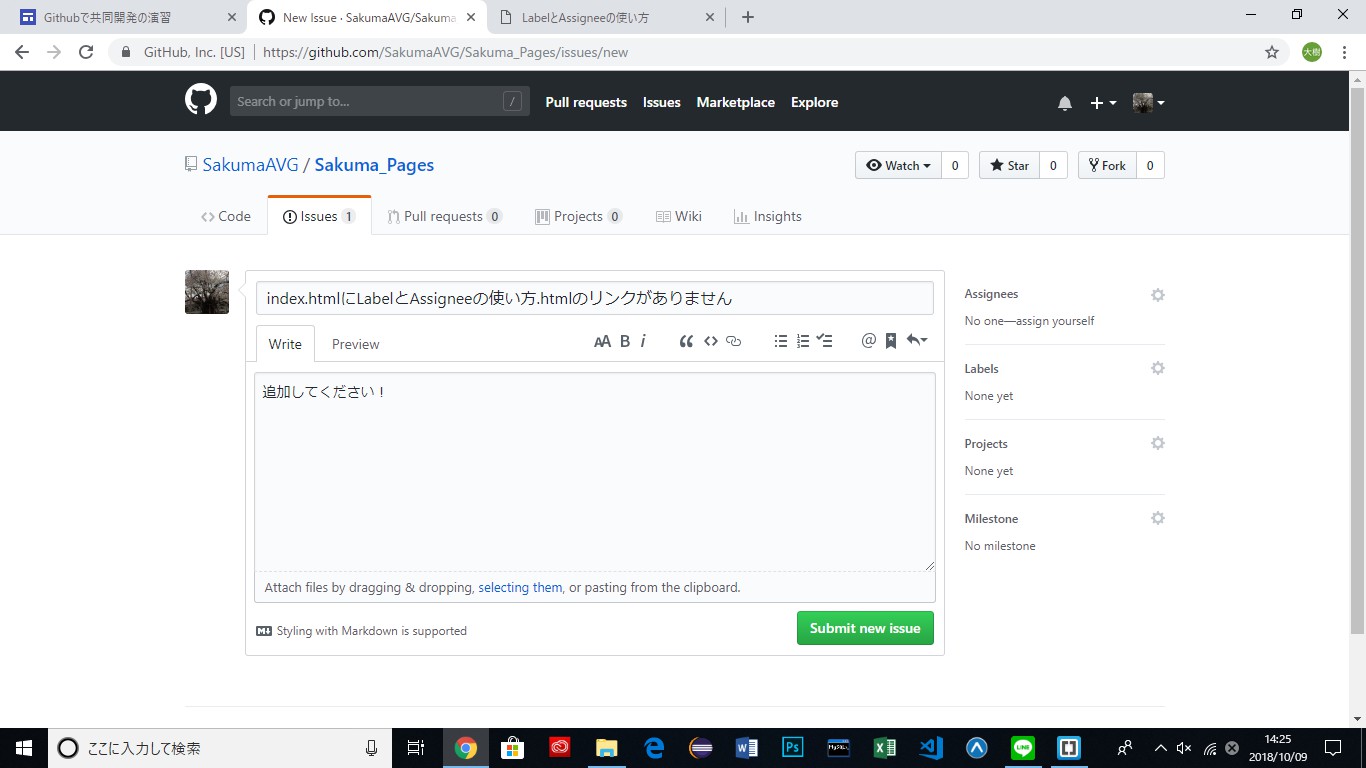 Githubで共同開発の演習
New Issue · SakumaAVG/Sakuma
LabelとAssigneeの使い方
GitHub, Inc. [US]
https://github.com/SakumaAVG/Sakuma_Pages/issues/new
大樹
Search or jump to...
/
Pull requests
Issues
Marketplace
Explore
SakumaAVG / Sakuma_Pages
Watch 0
Star 0
Fork 0
Code
Issues 1
Pull requests 0
Projects 0
Wiki
Insights
index.htmlにLabelとAssigneeの使い方.htmlのリンクがありません
Write
Preview
追加してください！
Attach files by dragging & dropping, selecting them, or pasting from the clipboard.
Styling with Markdown is supported
Submit new issue
Assignees
No one—assign yourself
Labels
None yet
Projects
None yet
Milestone
No milestone
ここに入力して検索
Ps
MySQL
LINE
14:25
2018/10/09